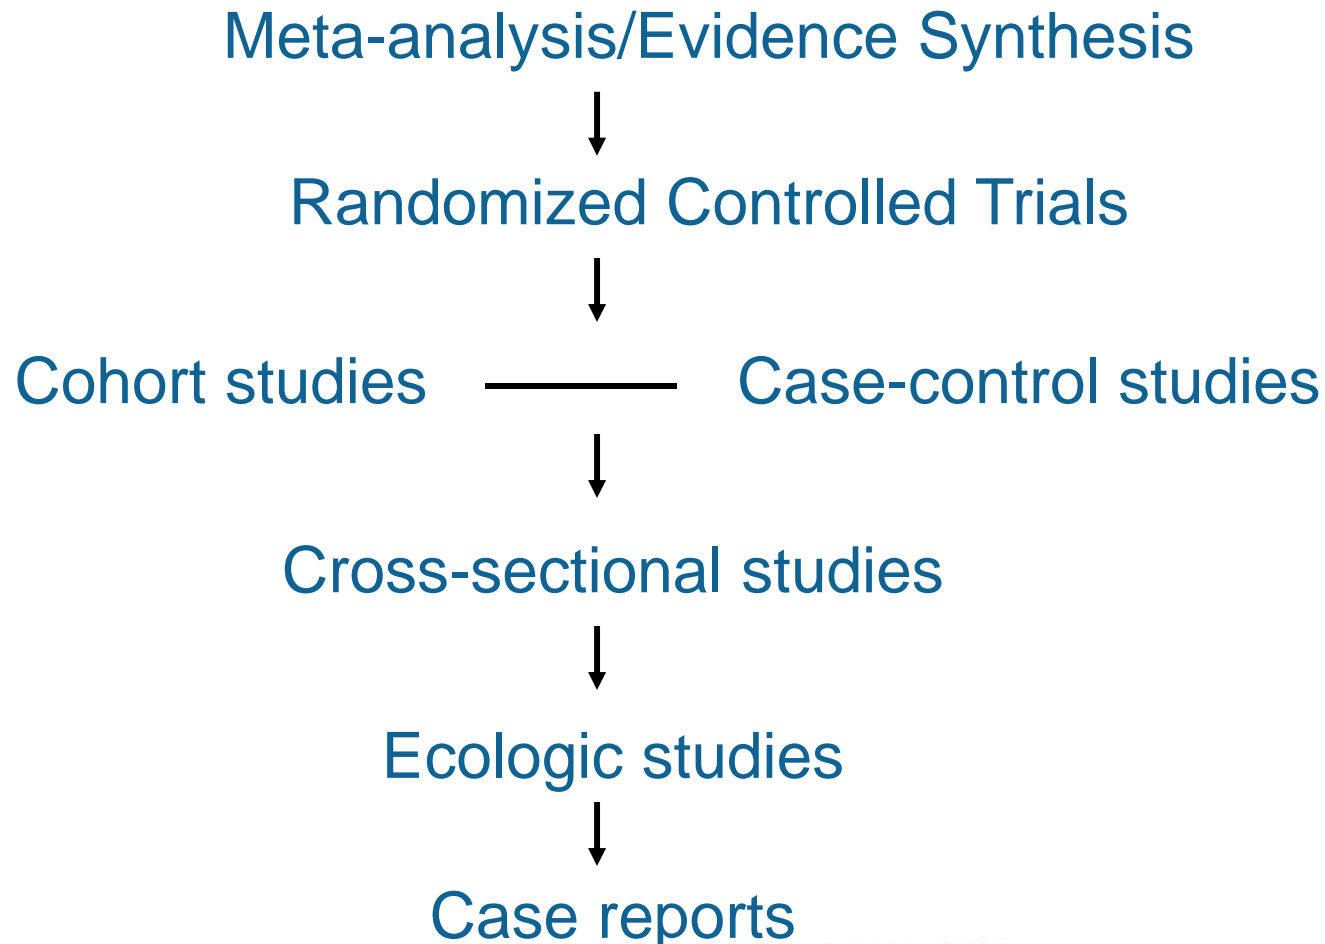 Meta-analysis/Evidence Synthesis
Randomized Controlled Trials
Cohort studies Case-control studies
Cross-sectional studies
Ecologic studies
Case reports